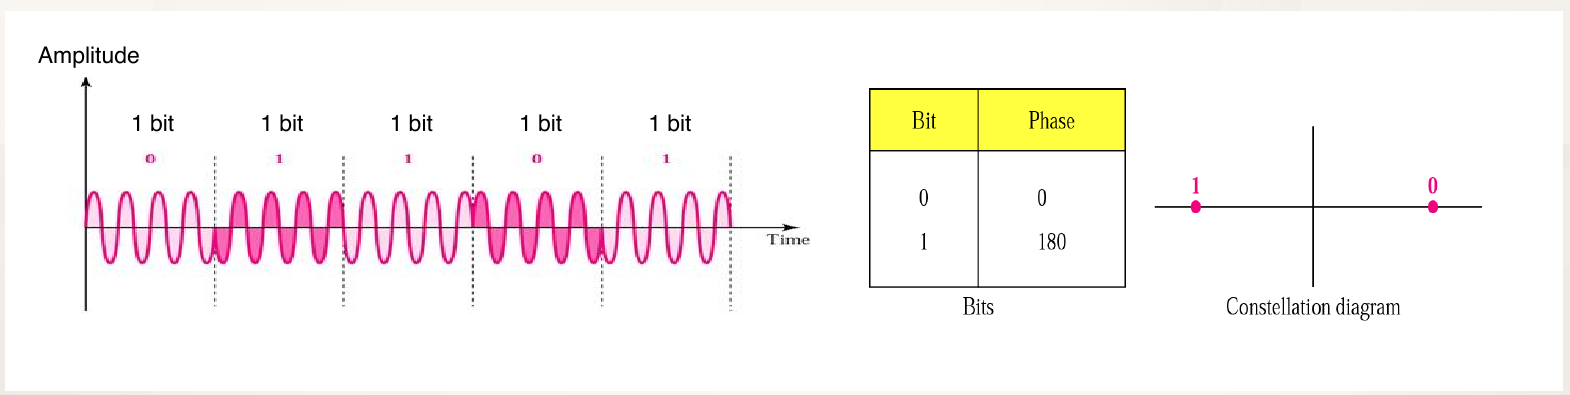 Amplitude
1 bit 1 bit 1 bit 1 bit 1 bit
0 1 1 0 1
Time
Bit Phase
0 0
1 180
Bits
1 0
Constellation diagram